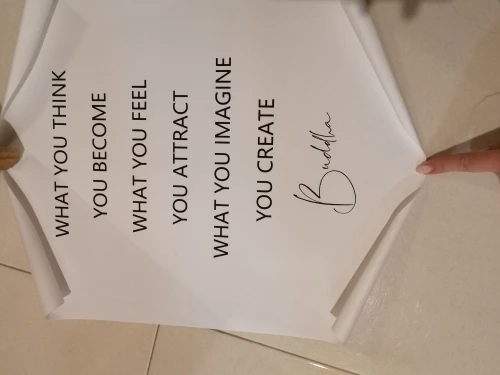 WHAT YOU THINK
YOU BECOME
WHAT YOU FEEL
YOU ATTRACT
WHAT YOU IMAGINE
YOU CREATE
Buddha